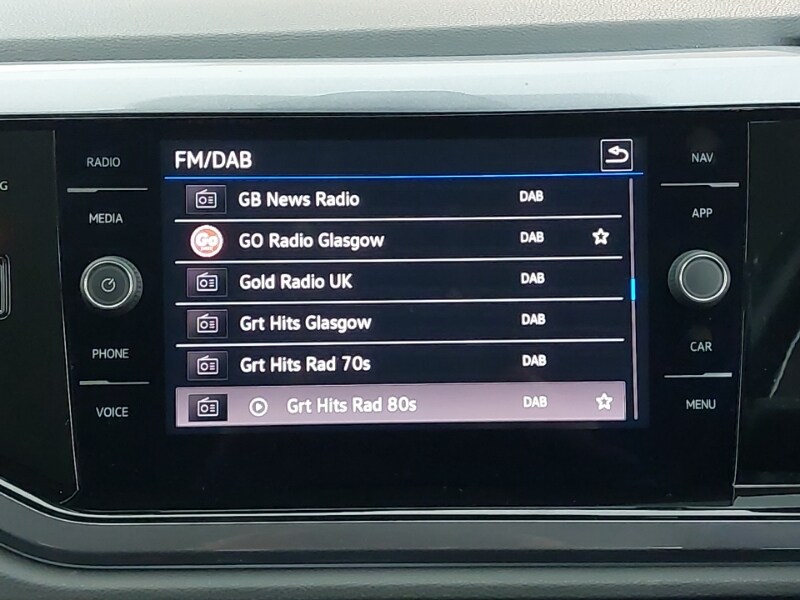 FM/DAB
RADIO
MEDIA
PHONE
VOICE
GB News Radio DAB
Go GO Radio Glasgow DAB
Gold Radio UK DAB
Grt Hits Glasgow DAB
Grt Hits Rad 70s DAB
Grt Hits Rad 80s DAB
NAV
APP
CAR
MENU
G